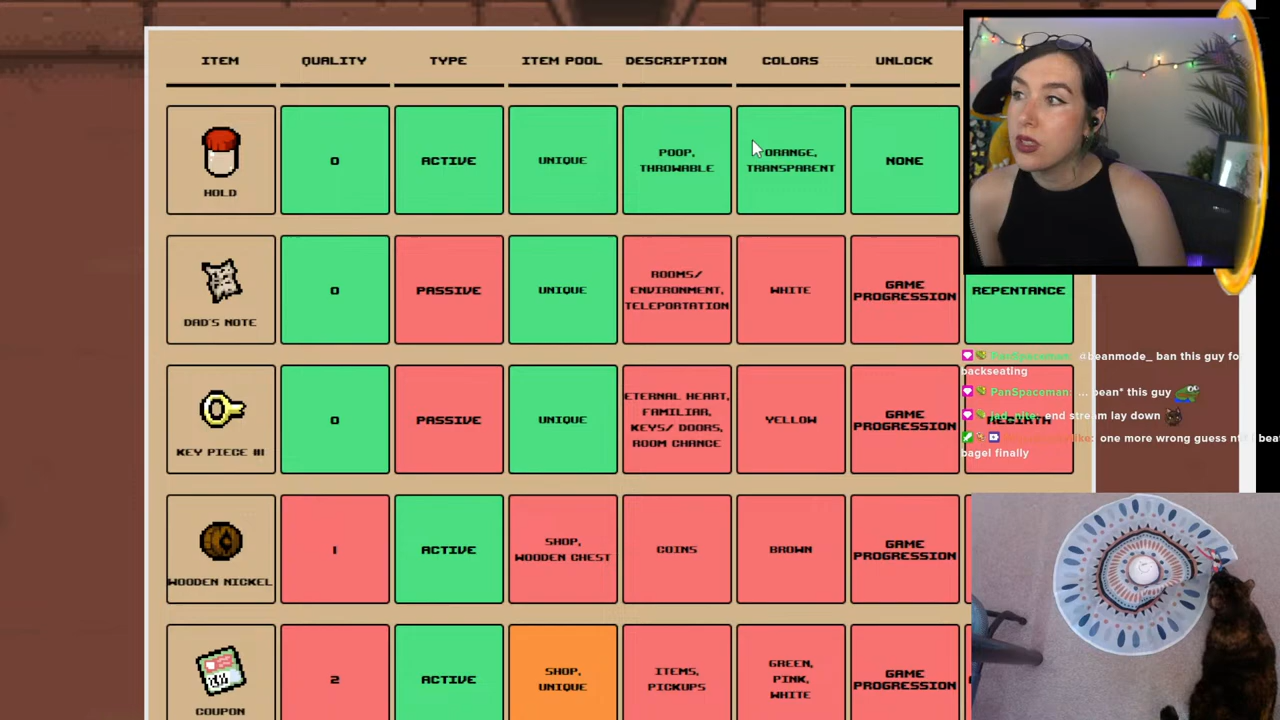 ITEM QUALITY TYPE ITEM POOL DESCRIPTION COLORS UNLOCK
HOLD
0
ACTIVE
UNIQUE
POOP,
THROWABLE
ORANGE,
TRANSPARENT
NONE
DAD'S NOTE
0
PASSIVE
UNIQUE
ROOMS/
ENVIRONMENT,
TELEPORTATION
WHITE
GAME
PROGRESSION
REPENTANCE
KEY PIECE III
0
PASSIVE
UNIQUE
ETERNAL HEART,
FAMILIAR,
KEYS/ DOORS,
ROOM CHANGE
YELLOW
GAME
PROGRESSION
REBIRTH
WOODEN NICKEL
1
ACTIVE
SHOP,
WOODEN CHEST
COINS
BROWN
GAME
PROGRESSION
COUPON
2
ACTIVE
SHOP,
UNIQUE
ITEMS,
PICKUPS
GREEN,
PINK,
WHITE
GAME
PROGRESSION
PanSpaceman: @beanmode_ ban this guy fo
backseating
PanSpaceman: ... bean* this guy
end stream lay down
one more wrong guess
bagel finally